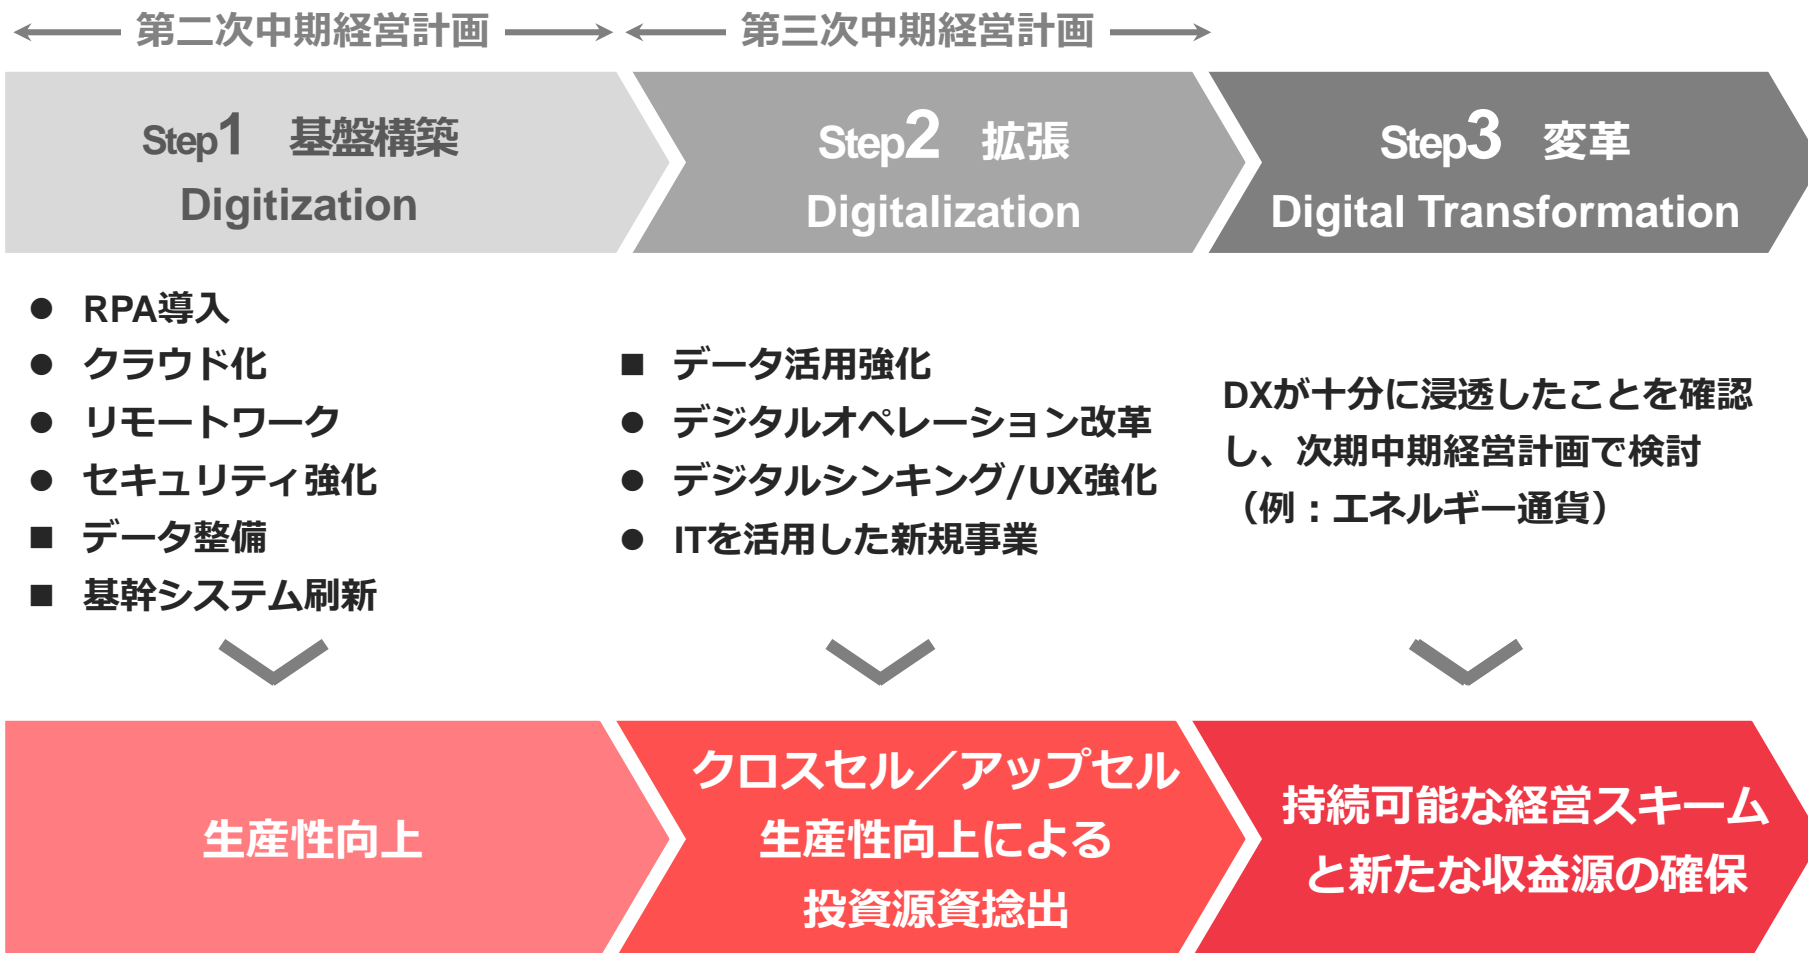 第二次中期経営計画
第三次中期経営計画
Step1 基盤構築
Digitization
Step2 拡張
Digitalization
Step3 変革
Digital Transformation
● RPA導入
● クラウド化
● リモートワーク
● セキュリティ強化
■ データ整備
■ 基幹システム刷新
■ データ活用強化
● デジタルオペレーション改革
● デジタルシンキング/UX強化
● ITを活用した新規事業
DXが十分に浸透したことを確認
し、次期中期経営計画で検討
（例：エネルギー通貨）
生産性向上
クロスセル／アップセル
生産性向上による
投資源資捻出
持続可能な経営スキーム
と新たな収益源の確保